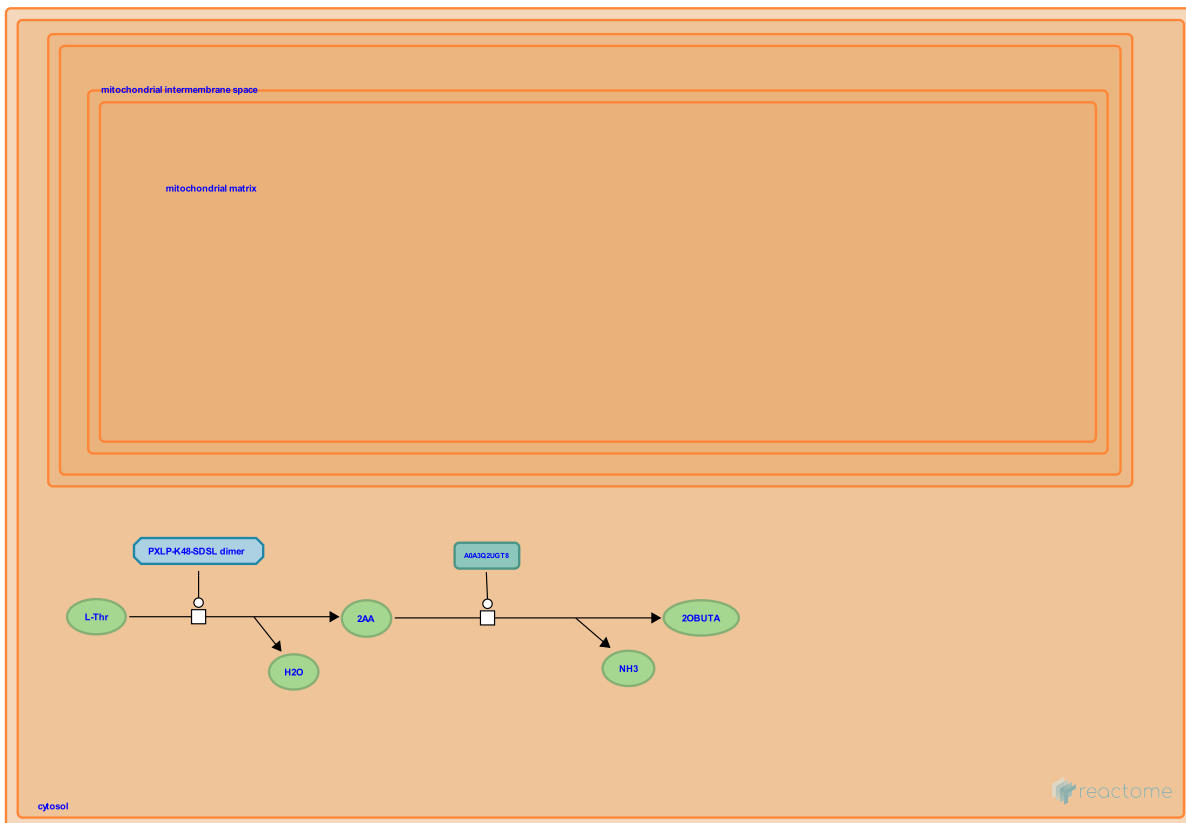 mitochondrial intermembrane space
mitochondrial matrix
PXLP-K48-SDSL dimer
A0A3Q2UGT8
L-Thr
2AA
2OBUTA
H2O
NH3
reactome
cytosol